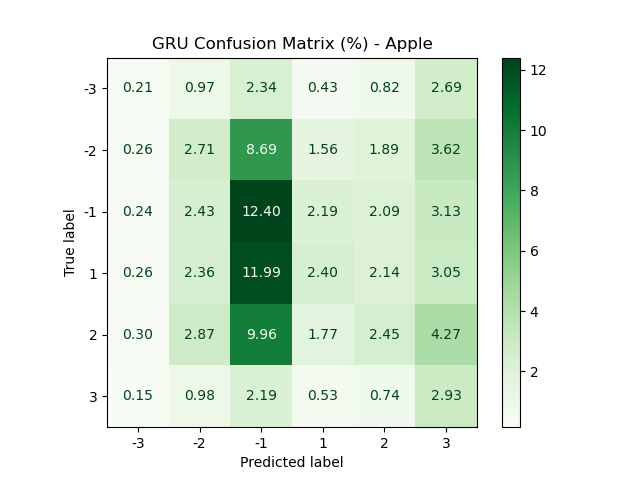 GRU Confusion Matrix (%) - Apple
True label
-3 0.21 0.97 2.34 0.43 0.82 2.69
-2 0.26 2.71 8.69 1.56 1.89 3.62
-1 0.24 2.43 12.40 2.19 2.09 3.13
1 0.26 2.36 11.99 2.40 2.14 3.05
2 0.30 2.87 9.96 1.77 2.45 4.27
3 0.15 0.98 2.19 0.53 0.74 2.93
-3 -2 -1 1 2 3
Predicted label
12
10
8
6
4
2